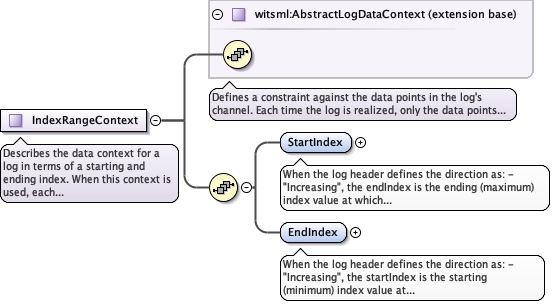 witsml:AbstractLogDataContext (extension base)
Defines a constraint against the data points in the log's
channel. Each time the log is realized, only the data points...
IndexRangeContext
Describes the data context for a
log in terms of a starting and
ending index. When this context is
used, each...
StartIndex
When the log header defines the direction as: -
"Increasing", the endIndex is the ending (maximum)
index value at which...
EndIndex
When the log header defines the direction as: -
"Increasing", the startIndex is the starting
(minimum) index value at...